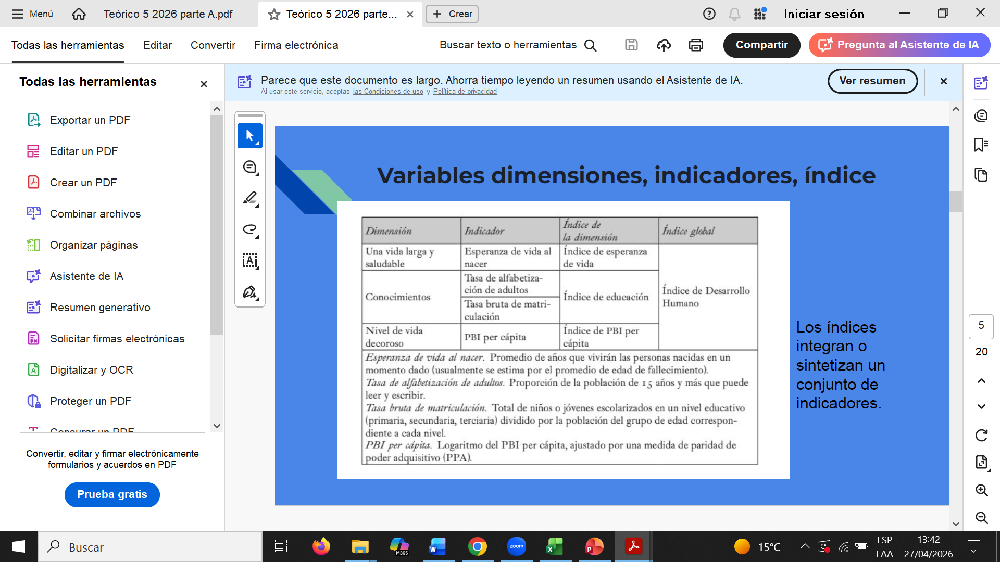 Menú
Teórico 5 2026 parte A.pdf
Teórico 5 2026 parte...
Crear
Iniciar sesión
Todas las herramientas
Editar
Convertir
Firma electrónica
Buscar texto o herramientas
Compartir
Pregunta al Asistente de IA
Todas las herramientas
Exportar un PDF
Editar un PDF
Crear un PDF
Combinar archivos
Organizar páginas
Asistente de IA
Resumen generativo
Solicitar firmas electrónicas
Digitalizar y OCR
Proteger un PDF
Censurar un PDF
Convertir, editar y firmar electrónicamente
formularios y acuerdos en PDF
Prueba gratis
Parece que este documento es largo. Ahorra tiempo leyendo un resumen usando el Asistente de IA.
Al usar este servicio, aceptas las Condiciones de uso y Política de privacidad
Ver resumen
Variables dimensiones, indicadores, índice
Dimensión
Indicador
Índice de
la dimensión
Índice global
Una vida larga y
saludable
Esperanza de vida al
nacer
Índice de esperanza
de vida
Conocimientos
Tasa de alfabetiza-
ción de adultos
Tasa bruta de matri-
culación
Índice de educación
Índice de Desarrollo
Humano
Nivel de vida
decoroso
PBI per cápita
Índice de PBI per
cápita
Esperanza de vida al nacer. Promedio de años que vivirán las personas nacidas en un
momento dado (usualmente se estima por el promedio de edad de fallecimiento).
Tasa de alfabetización de adultos. Proporción de la población de 15 años y más que puede
leer y escribir.
Tasa bruta de matriculación. Total de niños o jóvenes escolarizados en un nivel educativo
(primaria, secundaria, terciaria) dividido por la población del grupo de edad correspon-
diente a cada nivel.
PBI per cápita. Logaritmo del PBI per cápita, ajustado por una medida de paridad de
poder adquisitivo (PPA).
Los índices
integran o
sintetizan un
conjunto de
indicadores.
5
20
Buscar
M365
W
zoom
X
P
15°C
ESP
LAA
13:42
27/04/2026